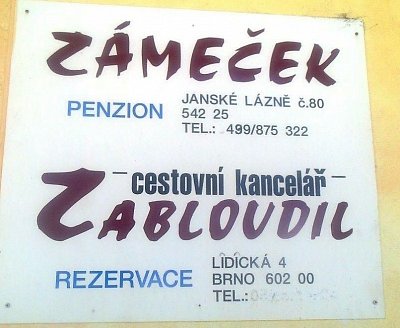 ZÁMEČEK
PENZION
JANSKÉ LÁZNĚ č.80
542 25
TEL.: 499/875 322
– cestovní kancelář –
ZABLOUDIL
REZERVACE
LIDICKÁ 4
BRNO 602 00
TEL.: